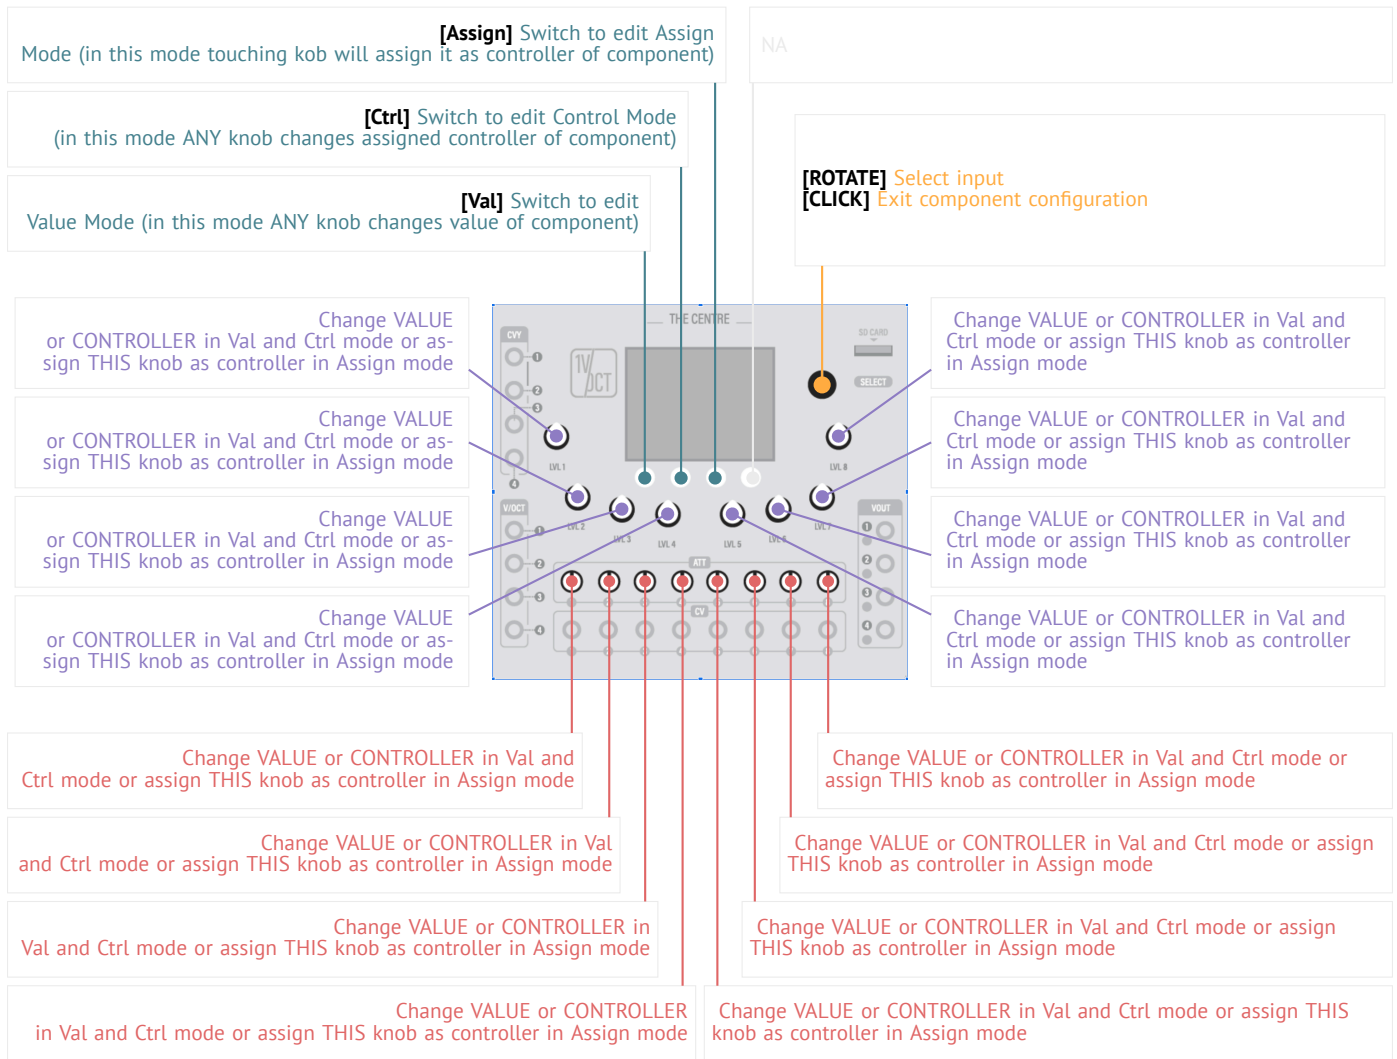 [Assign] Switch to edit Assign
Mode (in this mode touching kob will assign it as controller of component)
NA
[Ctrl] Switch to edit Control Mode
(in this mode ANY knob changes assigned controller of component)
[ROTATE] Select input
[CLICK] Exit component configuration
[Val] Switch to edit
Value Mode (in this mode ANY knob changes value of component)
Change VALUE
or CONTROLLER in Val and Ctrl mode or as-
sign THIS knob as controller in Assign mode
Change VALUE
or CONTROLLER in Val and Ctrl mode or as-
sign THIS knob as controller in Assign mode
Change VALUE
or CONTROLLER in Val and Ctrl mode or as-
sign THIS knob as controller in Assign mode
Change VALUE
or CONTROLLER in Val and Ctrl mode or as-
sign THIS knob as controller in Assign mode
THE CENTRE
CVY
1
2
3
4
1V/OCT
SD CARD
SELECT
LVL 1
LVL 2
LVL 3
LVL 4
LVL 5
LVL 6
LVL 7
LVL 8
V/OCT
1
2
3
4
VOUT
1
2
3
4
ATT
CV
Change VALUE or CONTROLLER in Val and
Ctrl mode or assign THIS knob as controller
in Assign mode
Change VALUE or CONTROLLER in Val and
Ctrl mode or assign THIS knob as controller
in Assign mode
Change VALUE or CONTROLLER in Val and
Ctrl mode or assign THIS knob as controller
in Assign mode
Change VALUE or CONTROLLER in Val and
Ctrl mode or assign THIS knob as controller
in Assign mode
Change VALUE or CONTROLLER in Val and
Ctrl mode or assign THIS knob as controller in Assign mode
Change VALUE or CONTROLLER in Val and Ctrl mode or
assign THIS knob as controller in Assign mode
Change VALUE or CONTROLLER in Val
and Ctrl mode or assign THIS knob as controller in Assign mode
Change VALUE or CONTROLLER in Val and Ctrl mode or assign
THIS knob as controller in Assign mode
Change VALUE or CONTROLLER in
Val and Ctrl mode or assign THIS knob as controller in Assign mode
Change VALUE or CONTROLLER in Val and Ctrl mode or assign
THIS knob as controller in Assign mode
Change VALUE or CONTROLLER
in Val and Ctrl mode or assign THIS knob as controller in Assign mode
Change VALUE or CONTROLLER in Val and Ctrl mode or assign THIS
knob as controller in Assign mode